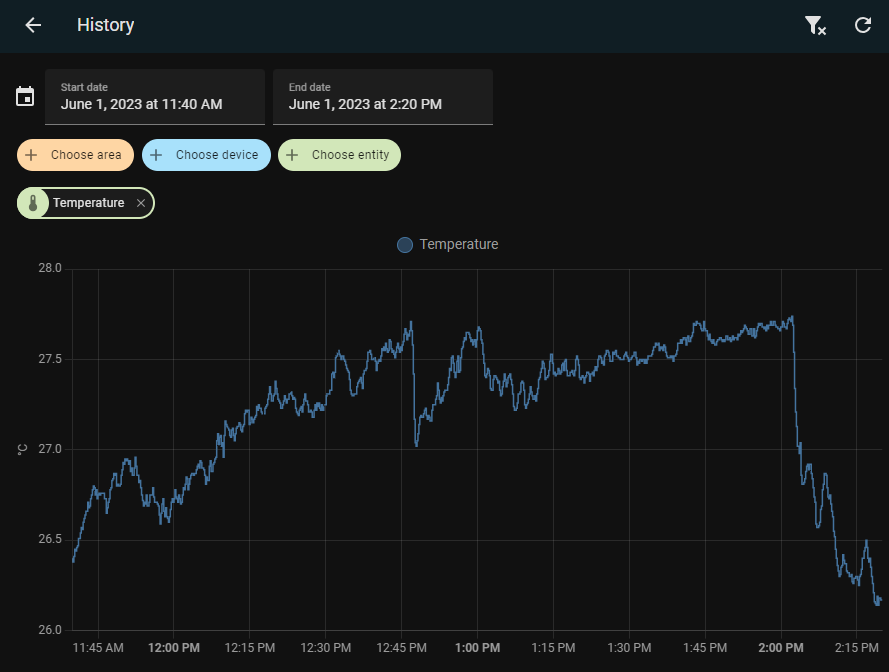 History
Start date
June 1, 2023 at 11:40 AM
End date
June 1, 2023 at 2:20 PM
Choose area
Choose device
Choose entity
Temperature
Temperature
28.0
27.5
27.0
°C
26.5
26.0
11:45 AM 12:00 PM 12:15 PM 12:30 PM 12:45 PM 1:00 PM 1:15 PM 1:30 PM 1:45 PM 2:00 PM 2:15 PM